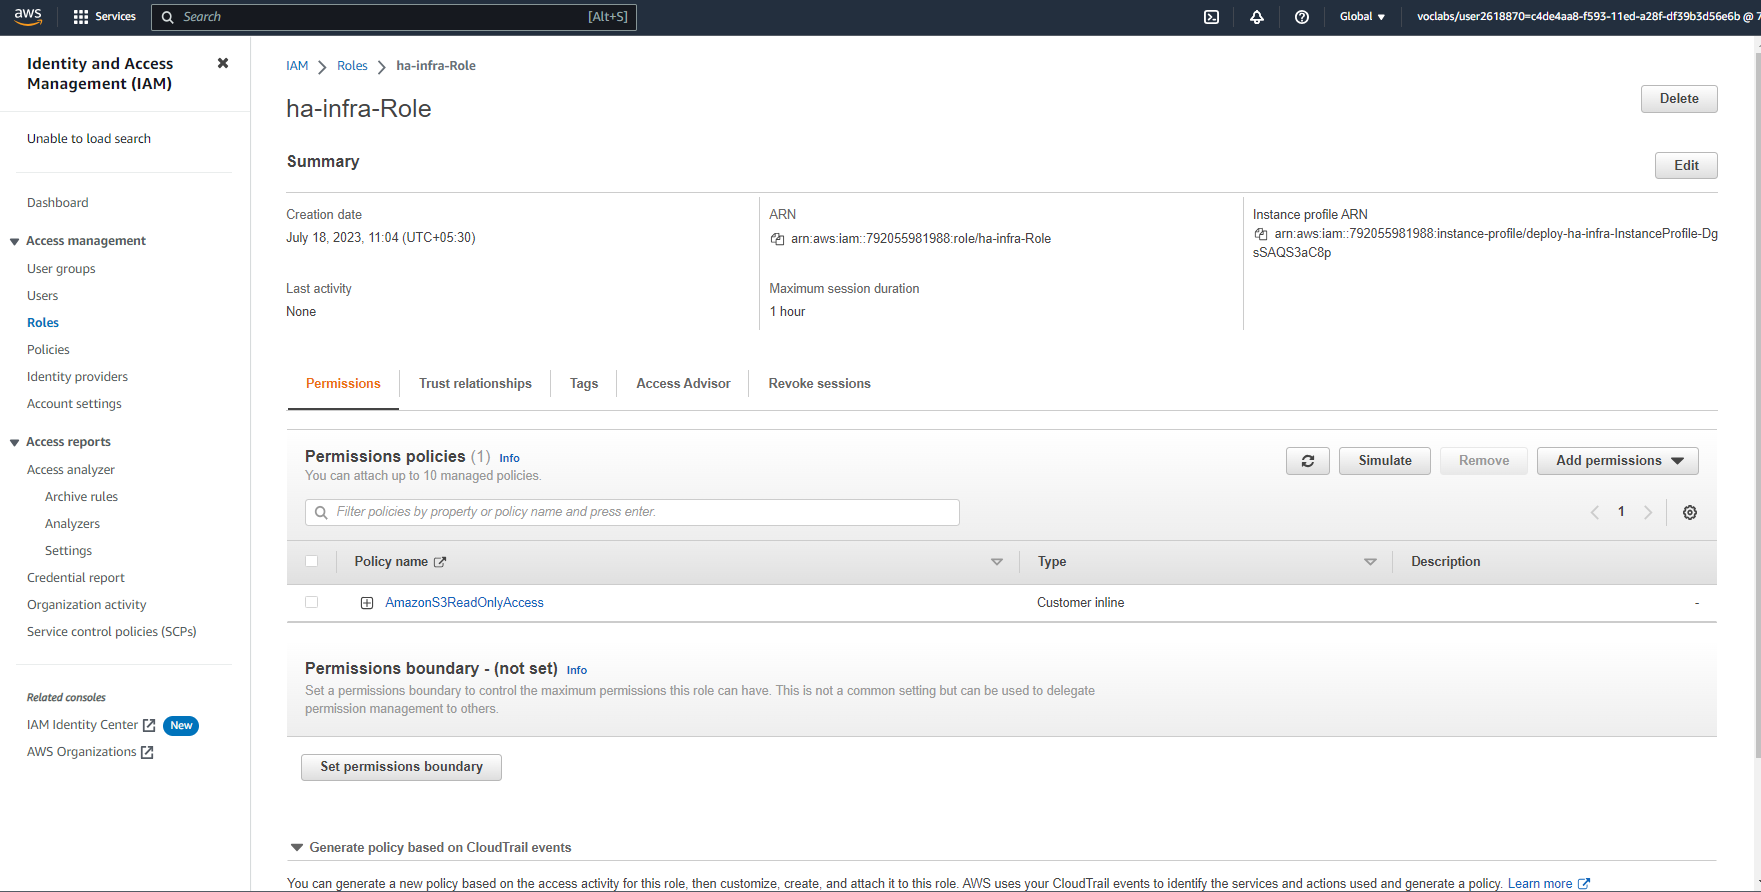 aws
Services
Search
[Alt+S]
Global
voclabs/user2618870=c4de4aa8-f593-11ed-a28f-df39b3d56e6b @ 7
Identity and Access
Management (IAM)
Unable to load search
Dashboard
Access management
User groups
Users
Roles
Policies
Identity providers
Account settings
Access reports
Access analyzer
Archive rules
Analyzers
Settings
Credential report
Organization activity
Service control policies (SCPs)
Related consoles
IAM Identity Center
New
AWS Organizations
IAM
Roles
ha-infra-Role
ha-infra-Role
Delete
Summary
Edit
Creation date
July 18, 2023, 11:04 (UTC+05:30)
ARN
arn:aws:iam::792055981988:role/ha-infra-Role
Instance profile ARN
arn:aws:iam::792055981988:instance-profile/deploy-ha-infra-InstanceProfile-Dg
sSAQS3aC8p
Last activity
None
Maximum session duration
1 hour
Permissions
Trust relationships
Tags
Access Advisor
Revoke sessions
Permissions policies (1) Info
You can attach up to 10 managed policies.
Simulate
Remove
Add permissions
Filter policies by property or policy name and press enter.
1
Policy name
Type
Description
AmazonS3ReadOnlyAccess
Customer inline
-
Permissions boundary - (not set) Info
Set a permissions boundary to control the maximum permissions this role can have. This is not a common setting but can be used to delegate
permission management to others.
Set permissions boundary
Generate policy based on CloudTrail events
You can generate a new policy based on the access activity for this role, then customize, create, and attach it to this role. AWS uses your CloudTrail events to identify the services and actions used and generate a policy. Learn more